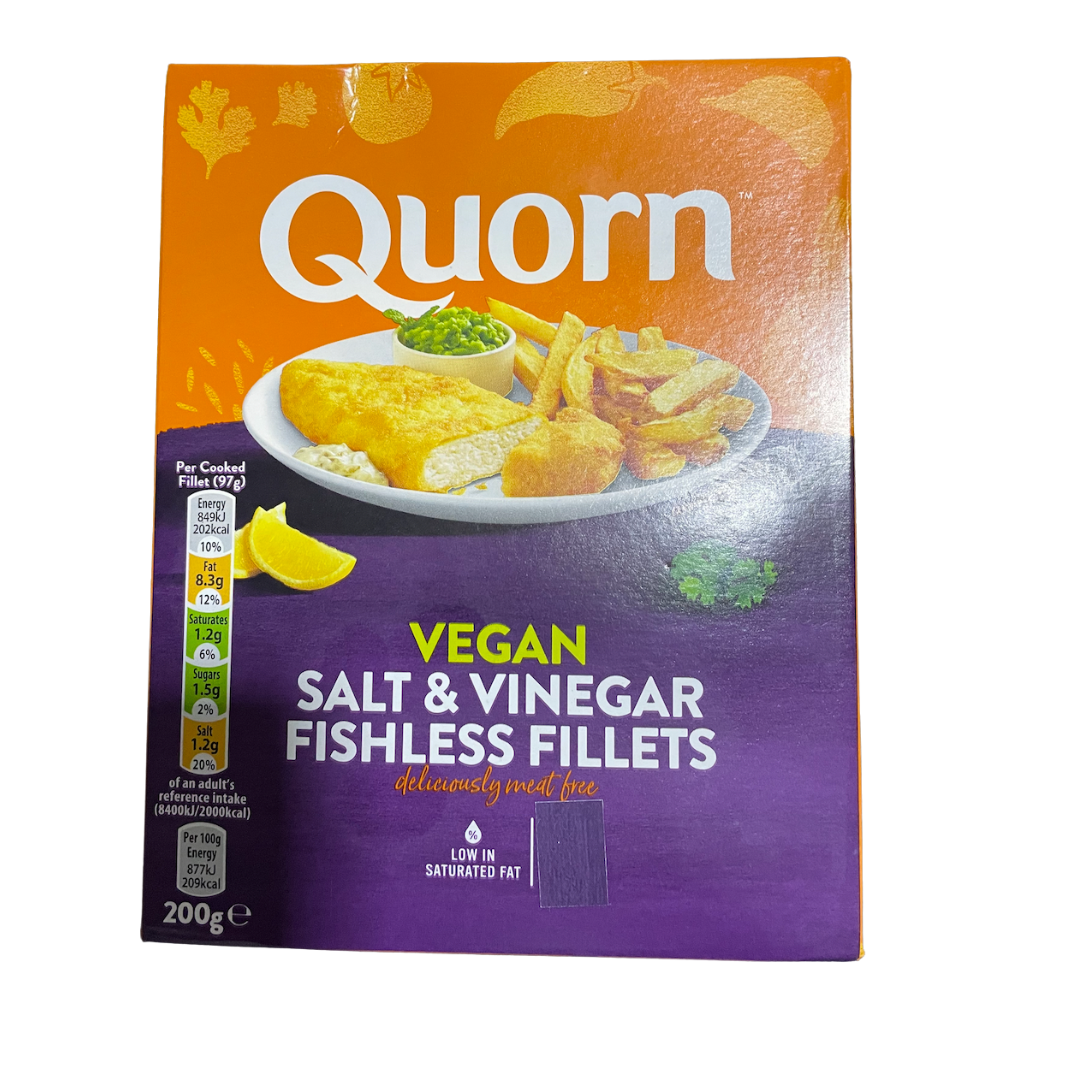 Quorn™
Per Cooked
Fillet (97g)
Energy
849kJ
202kcal
10%
Fat
8.3g
12%
Saturates
1.2g
6%
Sugars
1.5g
2%
Salt
1.2g
20%
of an adult's
reference intake
(8400kJ/2000kcal)
Per 100g
Energy
877kJ
209kcal
200g ℮
VEGAN
SALT & VINEGAR
FISHLESS FILLETS
deliciously meat free
%
LOW IN
SATURATED FAT